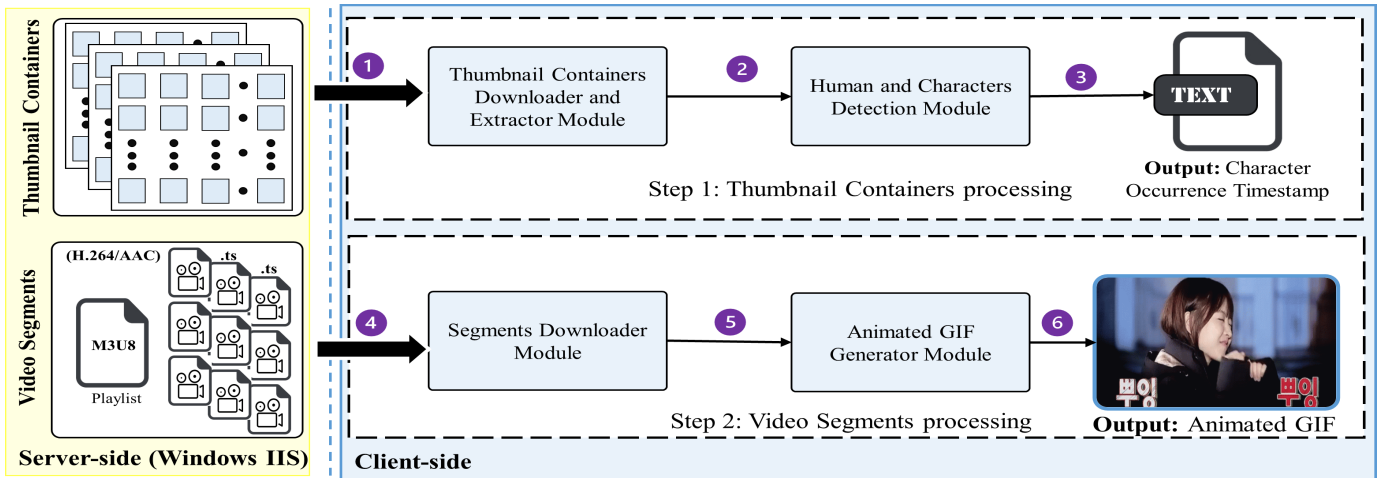 Thumbnail Containers
1
Thumbnail Containers
Downloader and
Extractor Module
2
Human and Characters
Detection Module
3
TEXT
Output: Character
Occurrence Timestamp
Step 1: Thumbnail Containers processing
Video Segments
(H.264/AAC)
.ts
.ts
M3U8
Playlist
4
Segments Downloader
Module
5
Animated GIF
Generator Module
6
뿌잉
뿌잉
Output: Animated GIF
Step 2: Video Segments processing
Server-side (Windows IIS)
Client-side